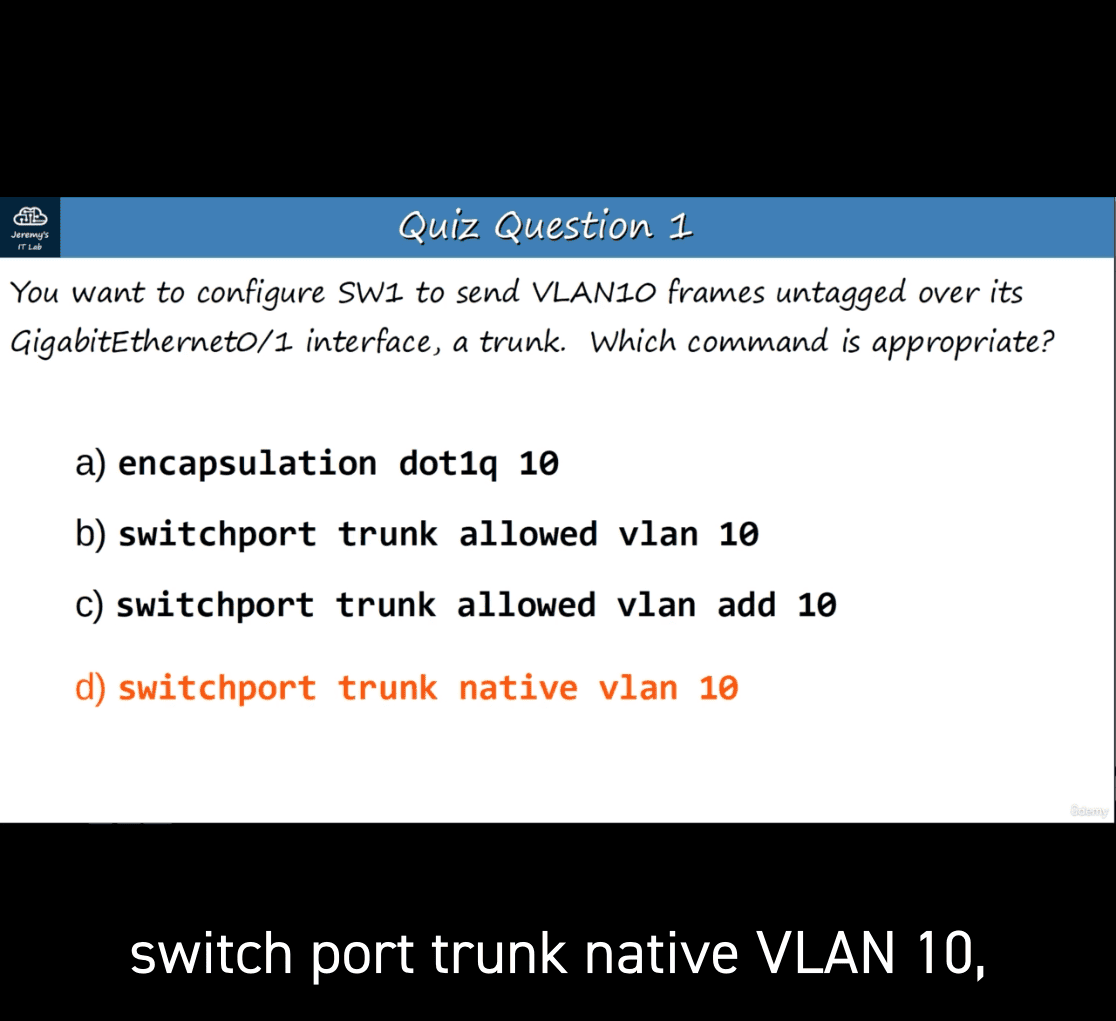 Jeremy's
IT Lab
Quiz Question 1
You want to configure SW1 to send VLAN10 frames untagged over its
GigabitEthernet0/1 interface, a trunk. Which command is appropriate?
a) encapsulation dot1q 10
b) switchport trunk allowed vlan 10
c) switchport trunk allowed vlan add 10
d) switchport trunk native vlan 10
ûdemy
switch port trunk native VLAN 10,